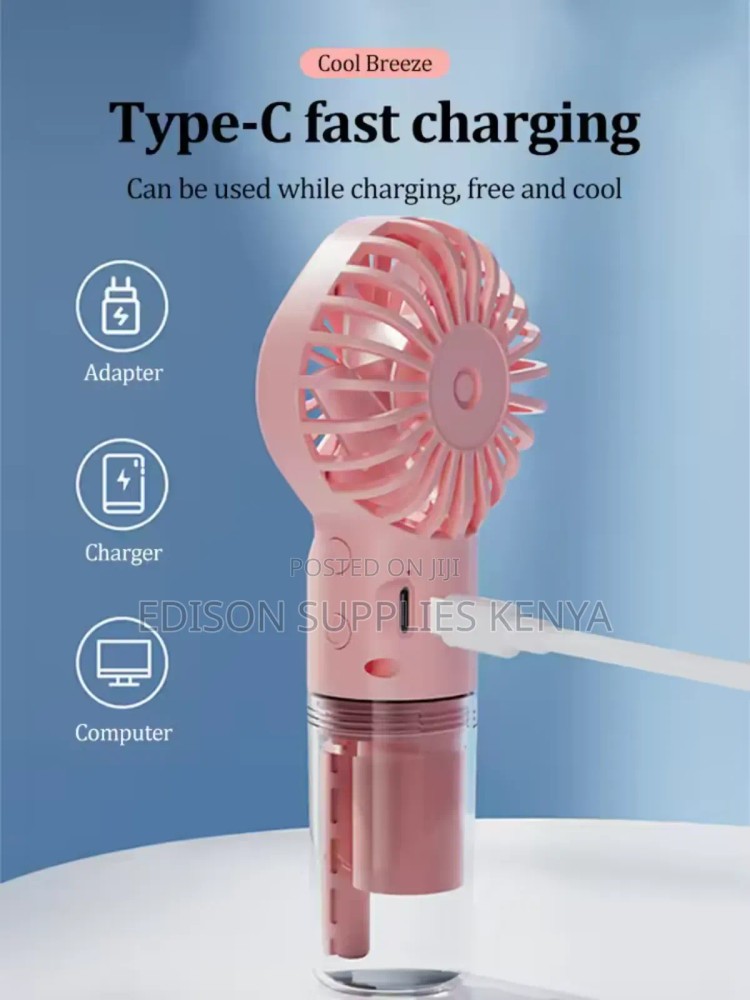 Cool Breeze
Type-C fast charging
Can be used while charging, free and cool
Adapter
Charger
POSTED ON JIJI
EDISON SUPPLIES KENYA
Computer